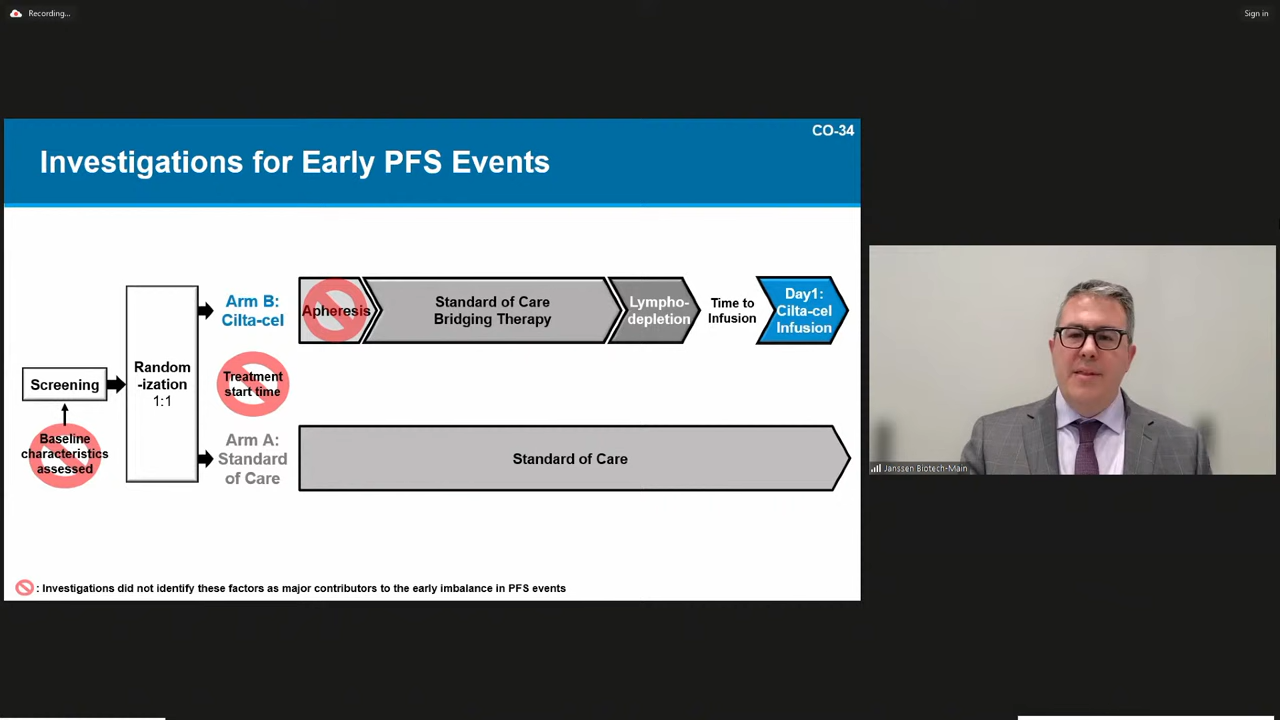 Recording...
Sign in
CO-34
Investigations for Early PFS Events
Arm B:
Cilta-cel
Apheresis
Standard of Care
Bridging Therapy
Lympho-
depletion
Time to
Infusion
Day1:
Cilta-cel
Infusion
Screening
Random
-ization
1:1
Treatment
start time
Baseline
characteristics
assessed
Arm A:
Standard
of Care
Standard of Care
: Investigations did not identify these factors as major contributors to the early imbalance in PFS events
Janssen Biotech-Main